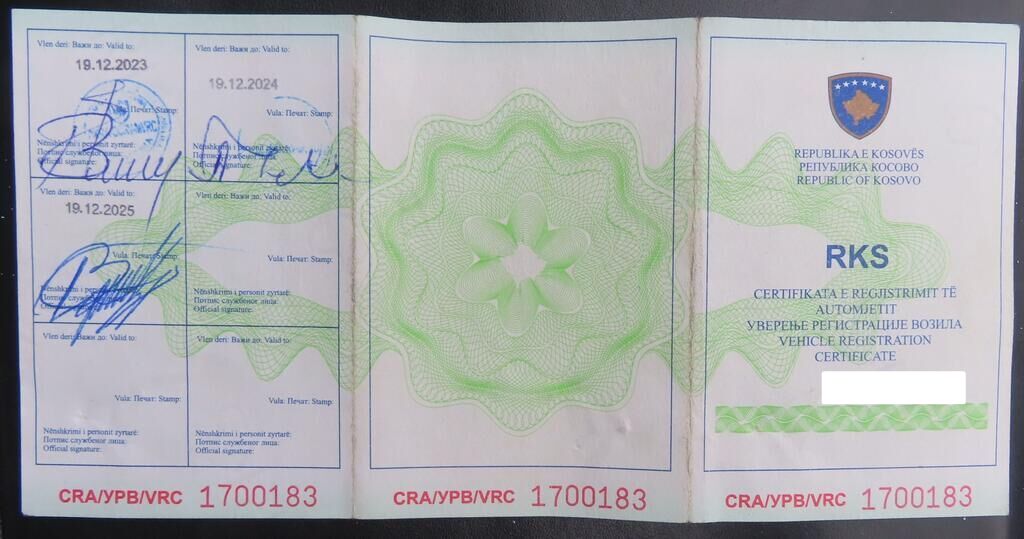 Vlen deri: Важи до: Valid to:
19.12.2023
Vula: Печат: Stamp:
Nënshkrimi i personit zyrtarë:
Потпис службеног лица:
Official signature:
Vlen deri: Важи до: Valid to:
19.12.2024
Vula: Печат: Stamp:
Nënshkrimi i personit zyrtarë:
Потпис службеног лица:
Official signature:
Vlen deri: Важи до: Valid to:
19.12.2025
Vula: Печат: Stamp:
Nënshkrimi i personit zyrtarë:
Потпис службеног лица:
Official signature:
Vlen deri: Важи до: Valid to:
Vula: Печат: Stamp:
Nënshkrimi i personit zyrtarë:
Потпис службеног лица:
Official signature:
Vlen deri: Важи до: Valid to:
Vula: Печат: Stamp:
Nënshkrimi i personit zyrtarë:
Потпис службеног лица:
Official signature:
Vlen deri: Важи до: Valid to:
Vula: Печат: Stamp:
Nënshkrimi i personit zyrtarë:
Потпис службеног лица:
Official signature:
CRA/УРВ/VRC 1700183
CRA/УРВ/VRC 1700183
REPUBLIKA E KOSOVËS
РЕПУБЛИКА КОСОВО
REPUBLIC OF KOSOVO
RKS
CERTIFIKATA E REGJISTRIMIT TË
AUTOMJETIT
УВЕРЕЊЕ РЕГИСТРАЦИЈЕ ВОЗИЛА
VEHICLE REGISTRATION
CERTIFICATE
CRA/УРВ/VRC 1700183